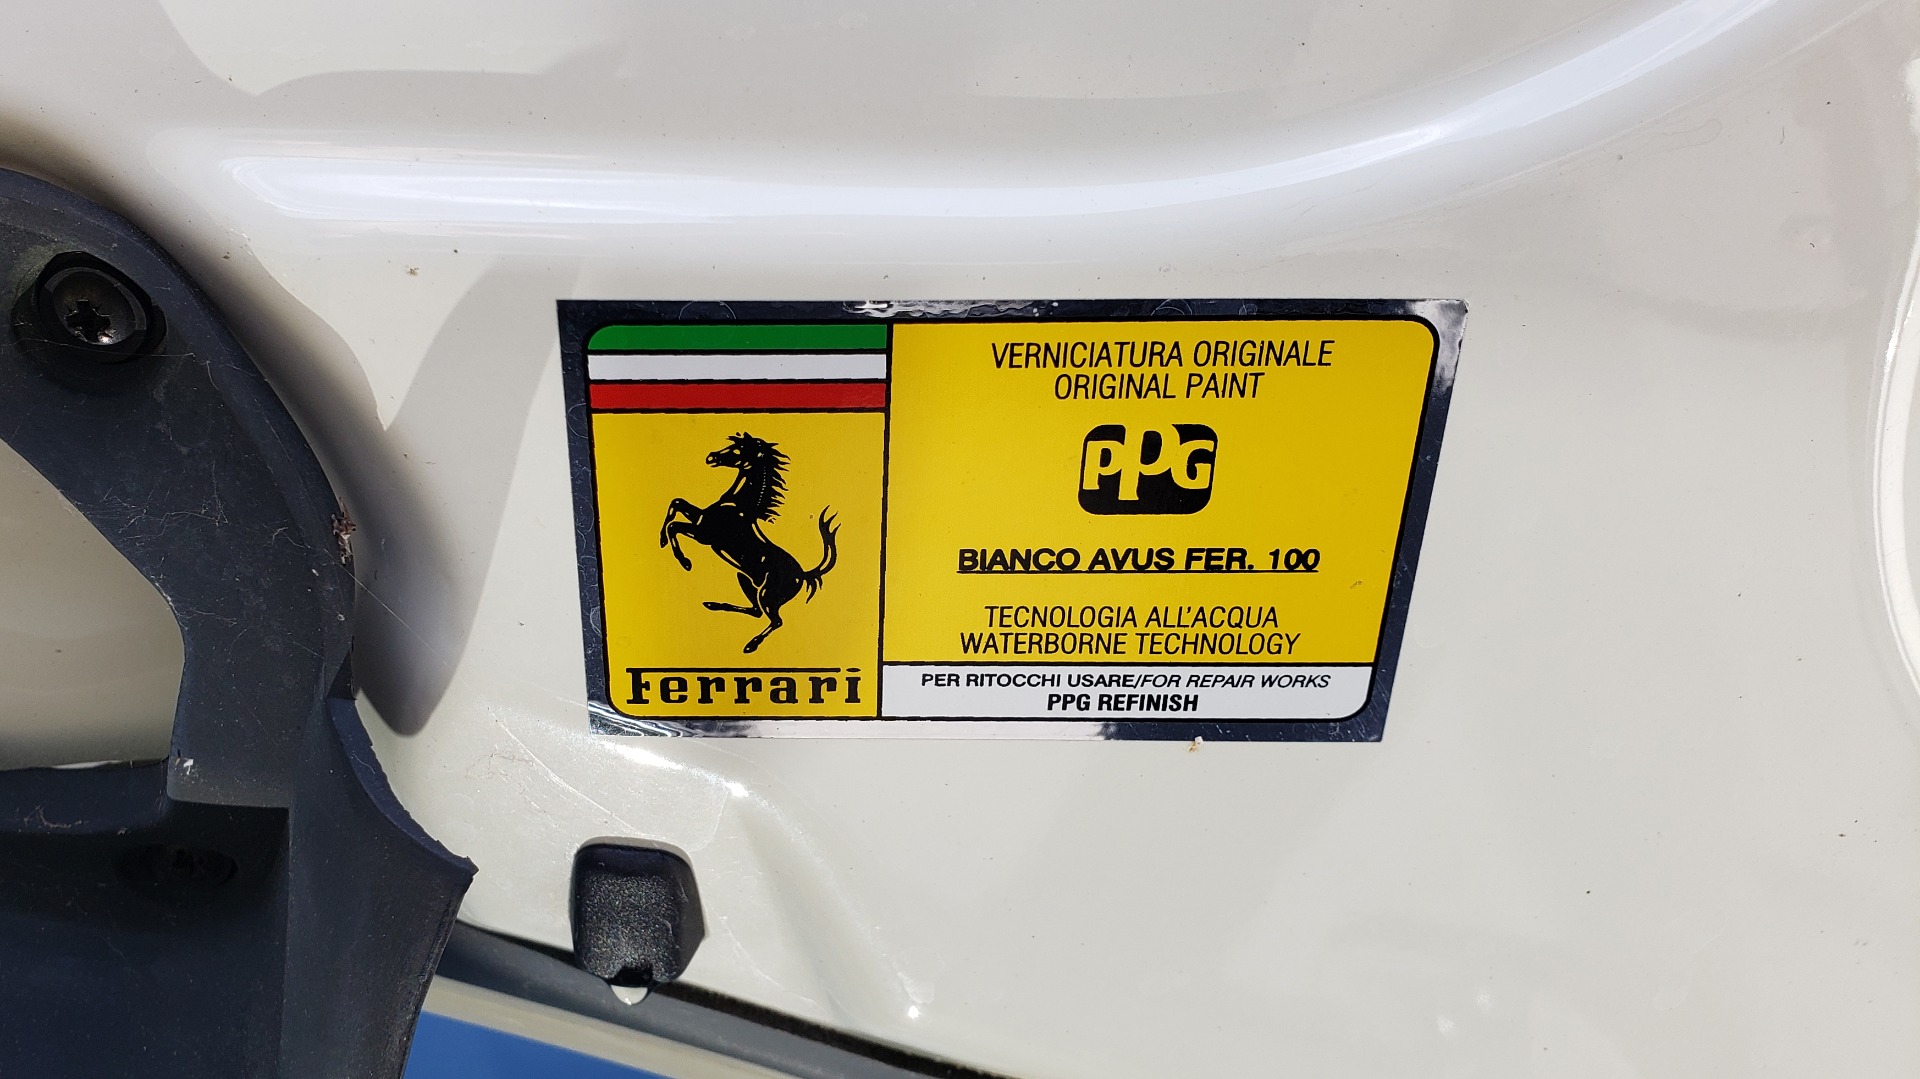 VERNICIATURA ORIGINALE
ORIGINAL PAINT
PPG
BIANCO AVUS FER. 100
TECNOLOGIA ALL'ACQUA
WATERBORNE TECHNOLOGY
Ferrari
PER RITOCCHI USARE/FOR REPAIR WORKS
PPG REFINISH